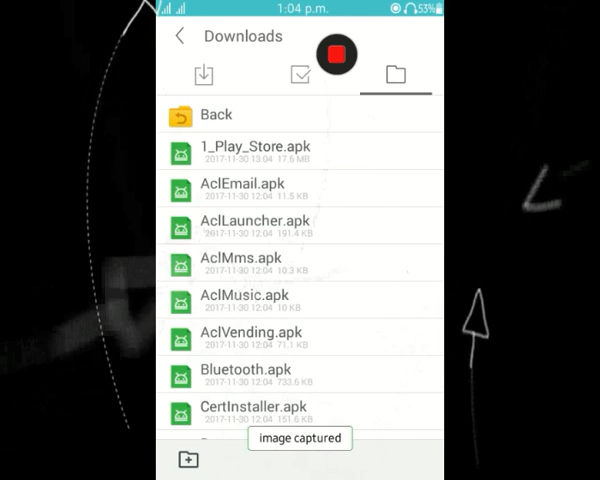 1:04 p.m.
53%
Downloads
Back
1_Play_Store.apk
2017-11-30 13:04 17.6 MB
AclEmail.apk
2017-11-30 12:04 11.5 KB
AclLauncher.apk
2017-11-30 12:04 191.4 KB
AclMms.apk
2017-11-30 12:04 10.3 KB
AclMusic.apk
2017-11-30 12:04 10 KB
AclVending.apk
2017-11-30 12:04 71.1 KB
Bluetooth.apk
2017-11-30 12:04 733.6 KB
CertInstaller.apk
2017-11-30 12:04 151.6 KB
image captured